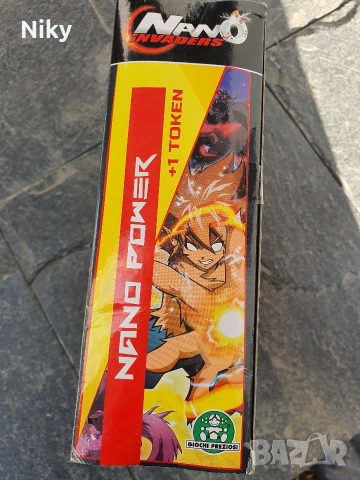 Niky
NANO
INVADERS
+1 TOKEN
NANO POWER
GIOCHI PREZIOSI
BAZAR